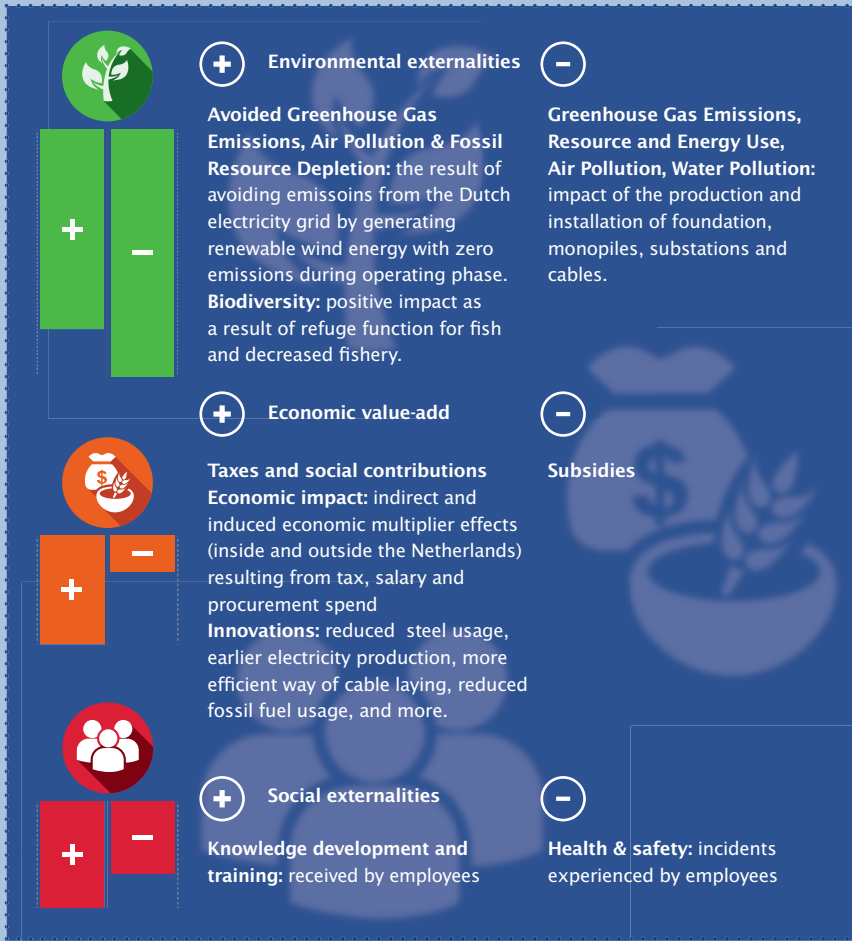 Environmental externalities
Avoided Greenhouse Gas
Emissions, Air Pollution & Fossil
Resource Depletion: the result of
avoiding emissoins from the Dutch
electricity grid by generating
renewable wind energy with zero
emissions during operating phase.
Biodiversity: positive impact as
a result of refuge function for fish
and decreased fishery.
Greenhouse Gas Emissions,
Resource and Energy Use,
Air Pollution, Water Pollution:
impact of the production and
installation of foundation,
monopiles, substations and
cables.
Economic value-add
Taxes and social contributions
Economic impact: indirect and
induced economic multiplier effects
(inside and outside the Netherlands)
resulting from tax, salary and
procurement spend
Innovations: reduced  steel usage,
earlier electricity production, more
efficient way of cable laying, reduced
fossil fuel usage, and more.
Subsidies
Social externalities
Knowledge development and
training: received by employees
Health & safety: incidents
experienced by employees